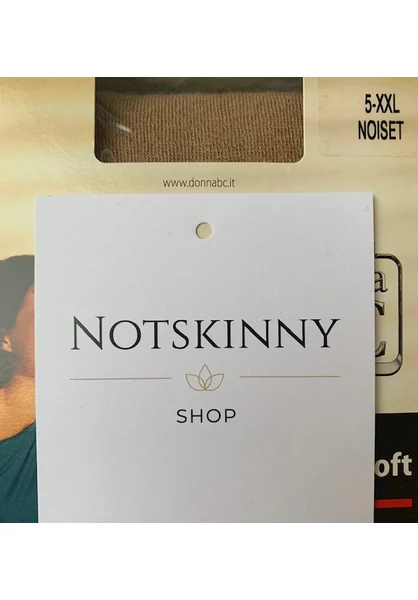 5-XXL
NOISET
www.donnabc.it
NOTSKINNY
SHOP
a
C
oft